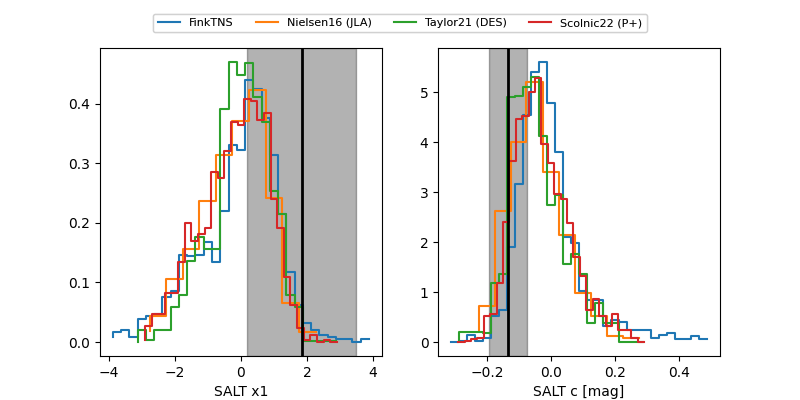 FinkTNS Nielsen16 (JLA) Taylor21 (DES) Scolnic22 (P+)
0.4
0.3
0.2
0.1
0.0
−4 −2 0 2 4
SALT x1
5
4
3
2
1
0
−0.2 0.0 0.2 0.4
SALT c [mag]